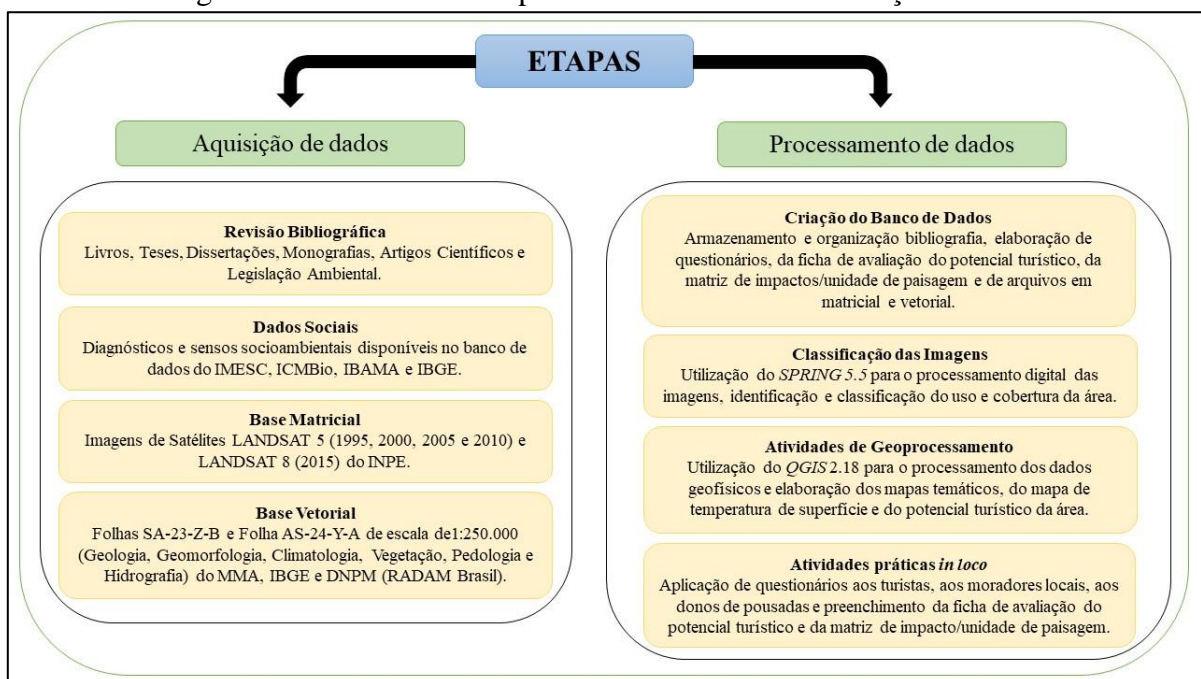 ETAPAS
Aquisição de dados
Revisão Bibliográfica
Livros, Teses, Dissertações, Monografias, Artigos Científicos e
Legislação Ambiental.
Dados Sociais
Diagnósticos e sensos socioambientais disponíveis no banco de
dados do IMESC, ICMBio, IBAMA e IBGE.
Base Matricial
Imagens de Satélites LANDSAT 5 (1995, 2000, 2005 e 2010) e
LANDSAT 8 (2015) do INPE.
Base Vetorial
Folhas SA-23-Z-B e Folha AS-24-Y-A de escala de1:250.000
(Geologia, Geomorfologia, Climatologia, Vegetação, Pedologia e
Hidrografia) do MMA, IBGE e DNPM (RADAM Brasil).
Processamento de dados
Criação do Banco de Dados
Armazenamento e organização bibliografia, elaboração de
questionários, da ficha de avaliação do potencial turístico, da
matriz de impactos/unidade de paisagem e de arquivos em
matricial e vetorial.
Classificação das Imagens
Utilização do SPRING 5.5 para o processamento digital das
imagens, identificação e classificação do uso e cobertura da área.
Atividades de Geoprocessamento
Utilização do QGIS 2.18 para o processamento dos dados
geofísicos e elaboração dos mapas temáticos, do mapa de
temperatura de superfície e do potencial turístico da área.
Atividades práticas in loco
Aplicação de questionários aos turistas, aos moradores locais, aos
donos de pousadas e preenchimento da ficha de avaliação do
potencial turístico e da matriz de impacto/unidade de paisagem.